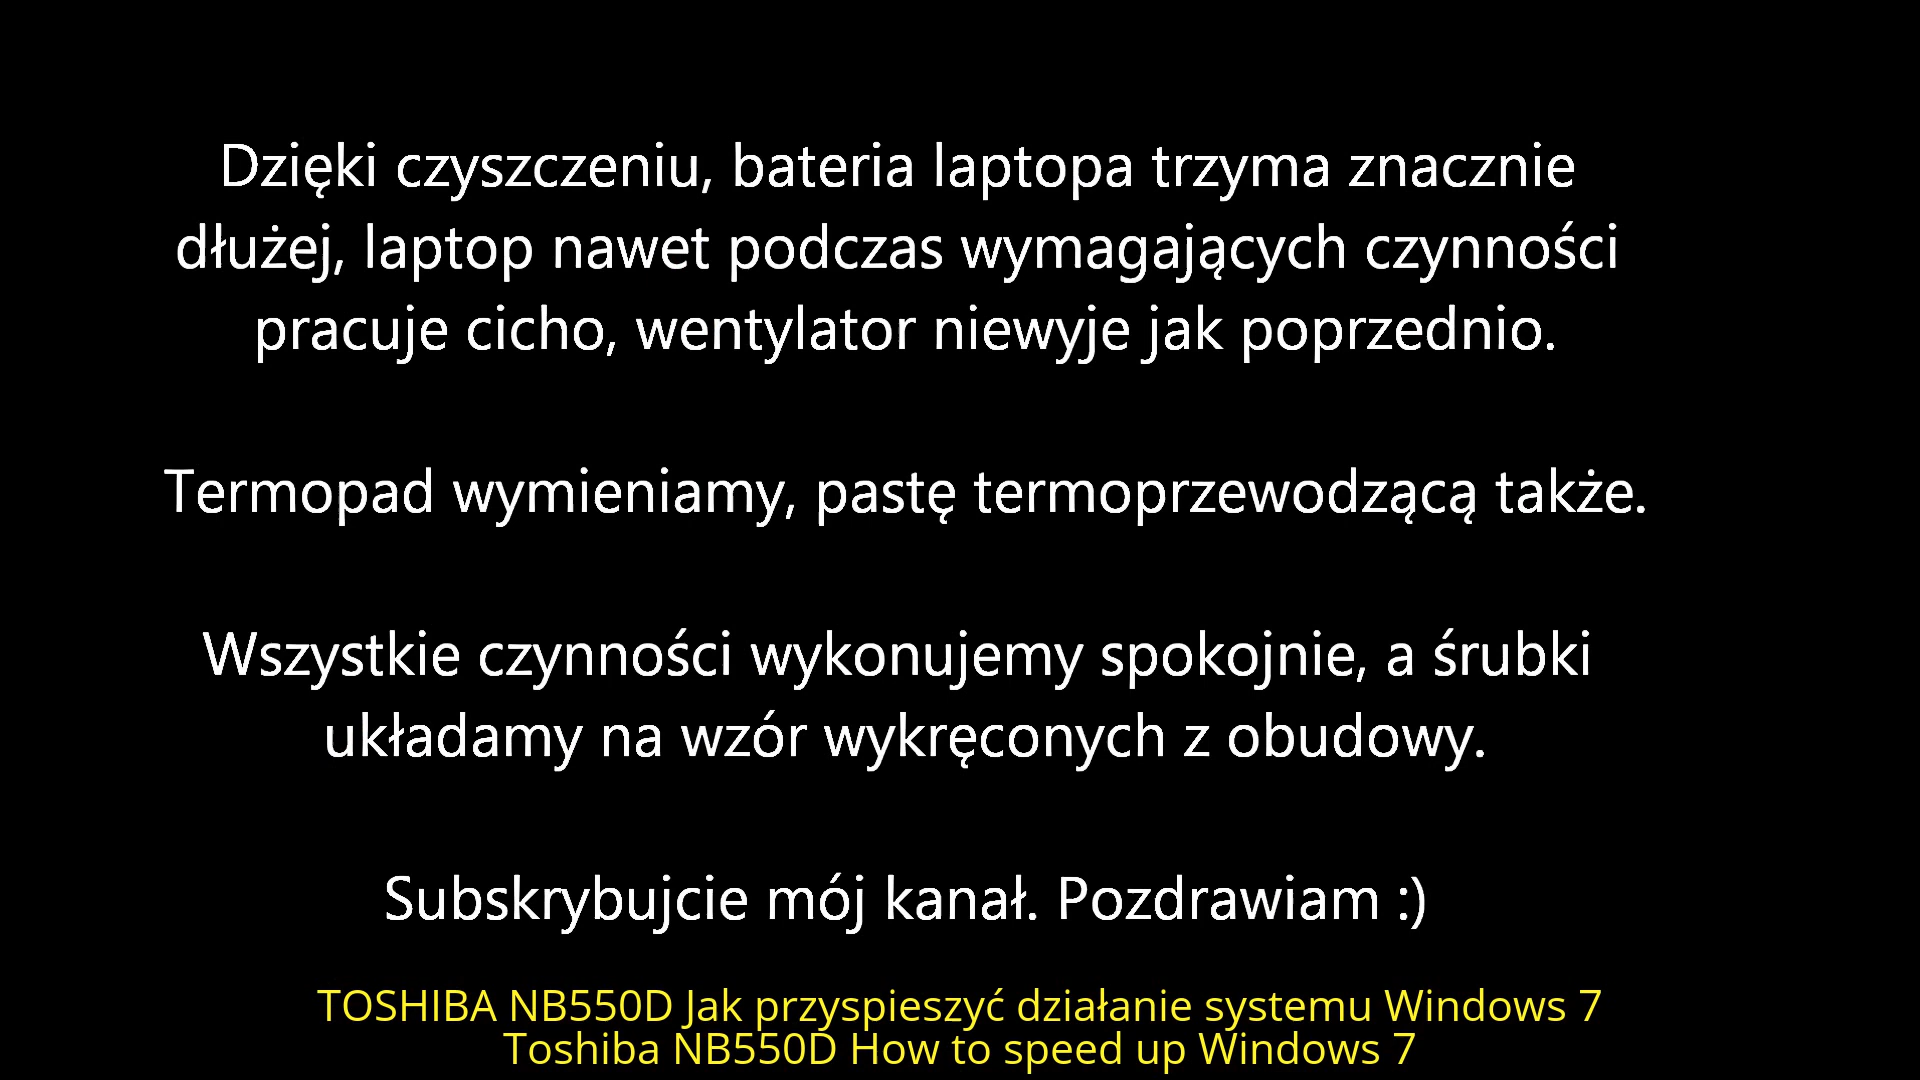 Dzięki czyszczeniu, bateria laptopa trzyma znacznie
dłużej, laptop nawet podczas wymagających czynności
pracuje cicho, wentylator niewyje jak poprzednio.
Termopad wymieniamy, pastę termoprzewodzącą także.
Wszystkie czynności wykonujemy spokojnie, a śrubki
układamy na wzór wykręconych z obudowy.
Subskrybujcie mój kanał. Pozdrawiam :)
TOSHIBA NB550D Jak przyspieszyć działanie systemu Windows 7
Toshiba NB550D How to speed up Windows 7